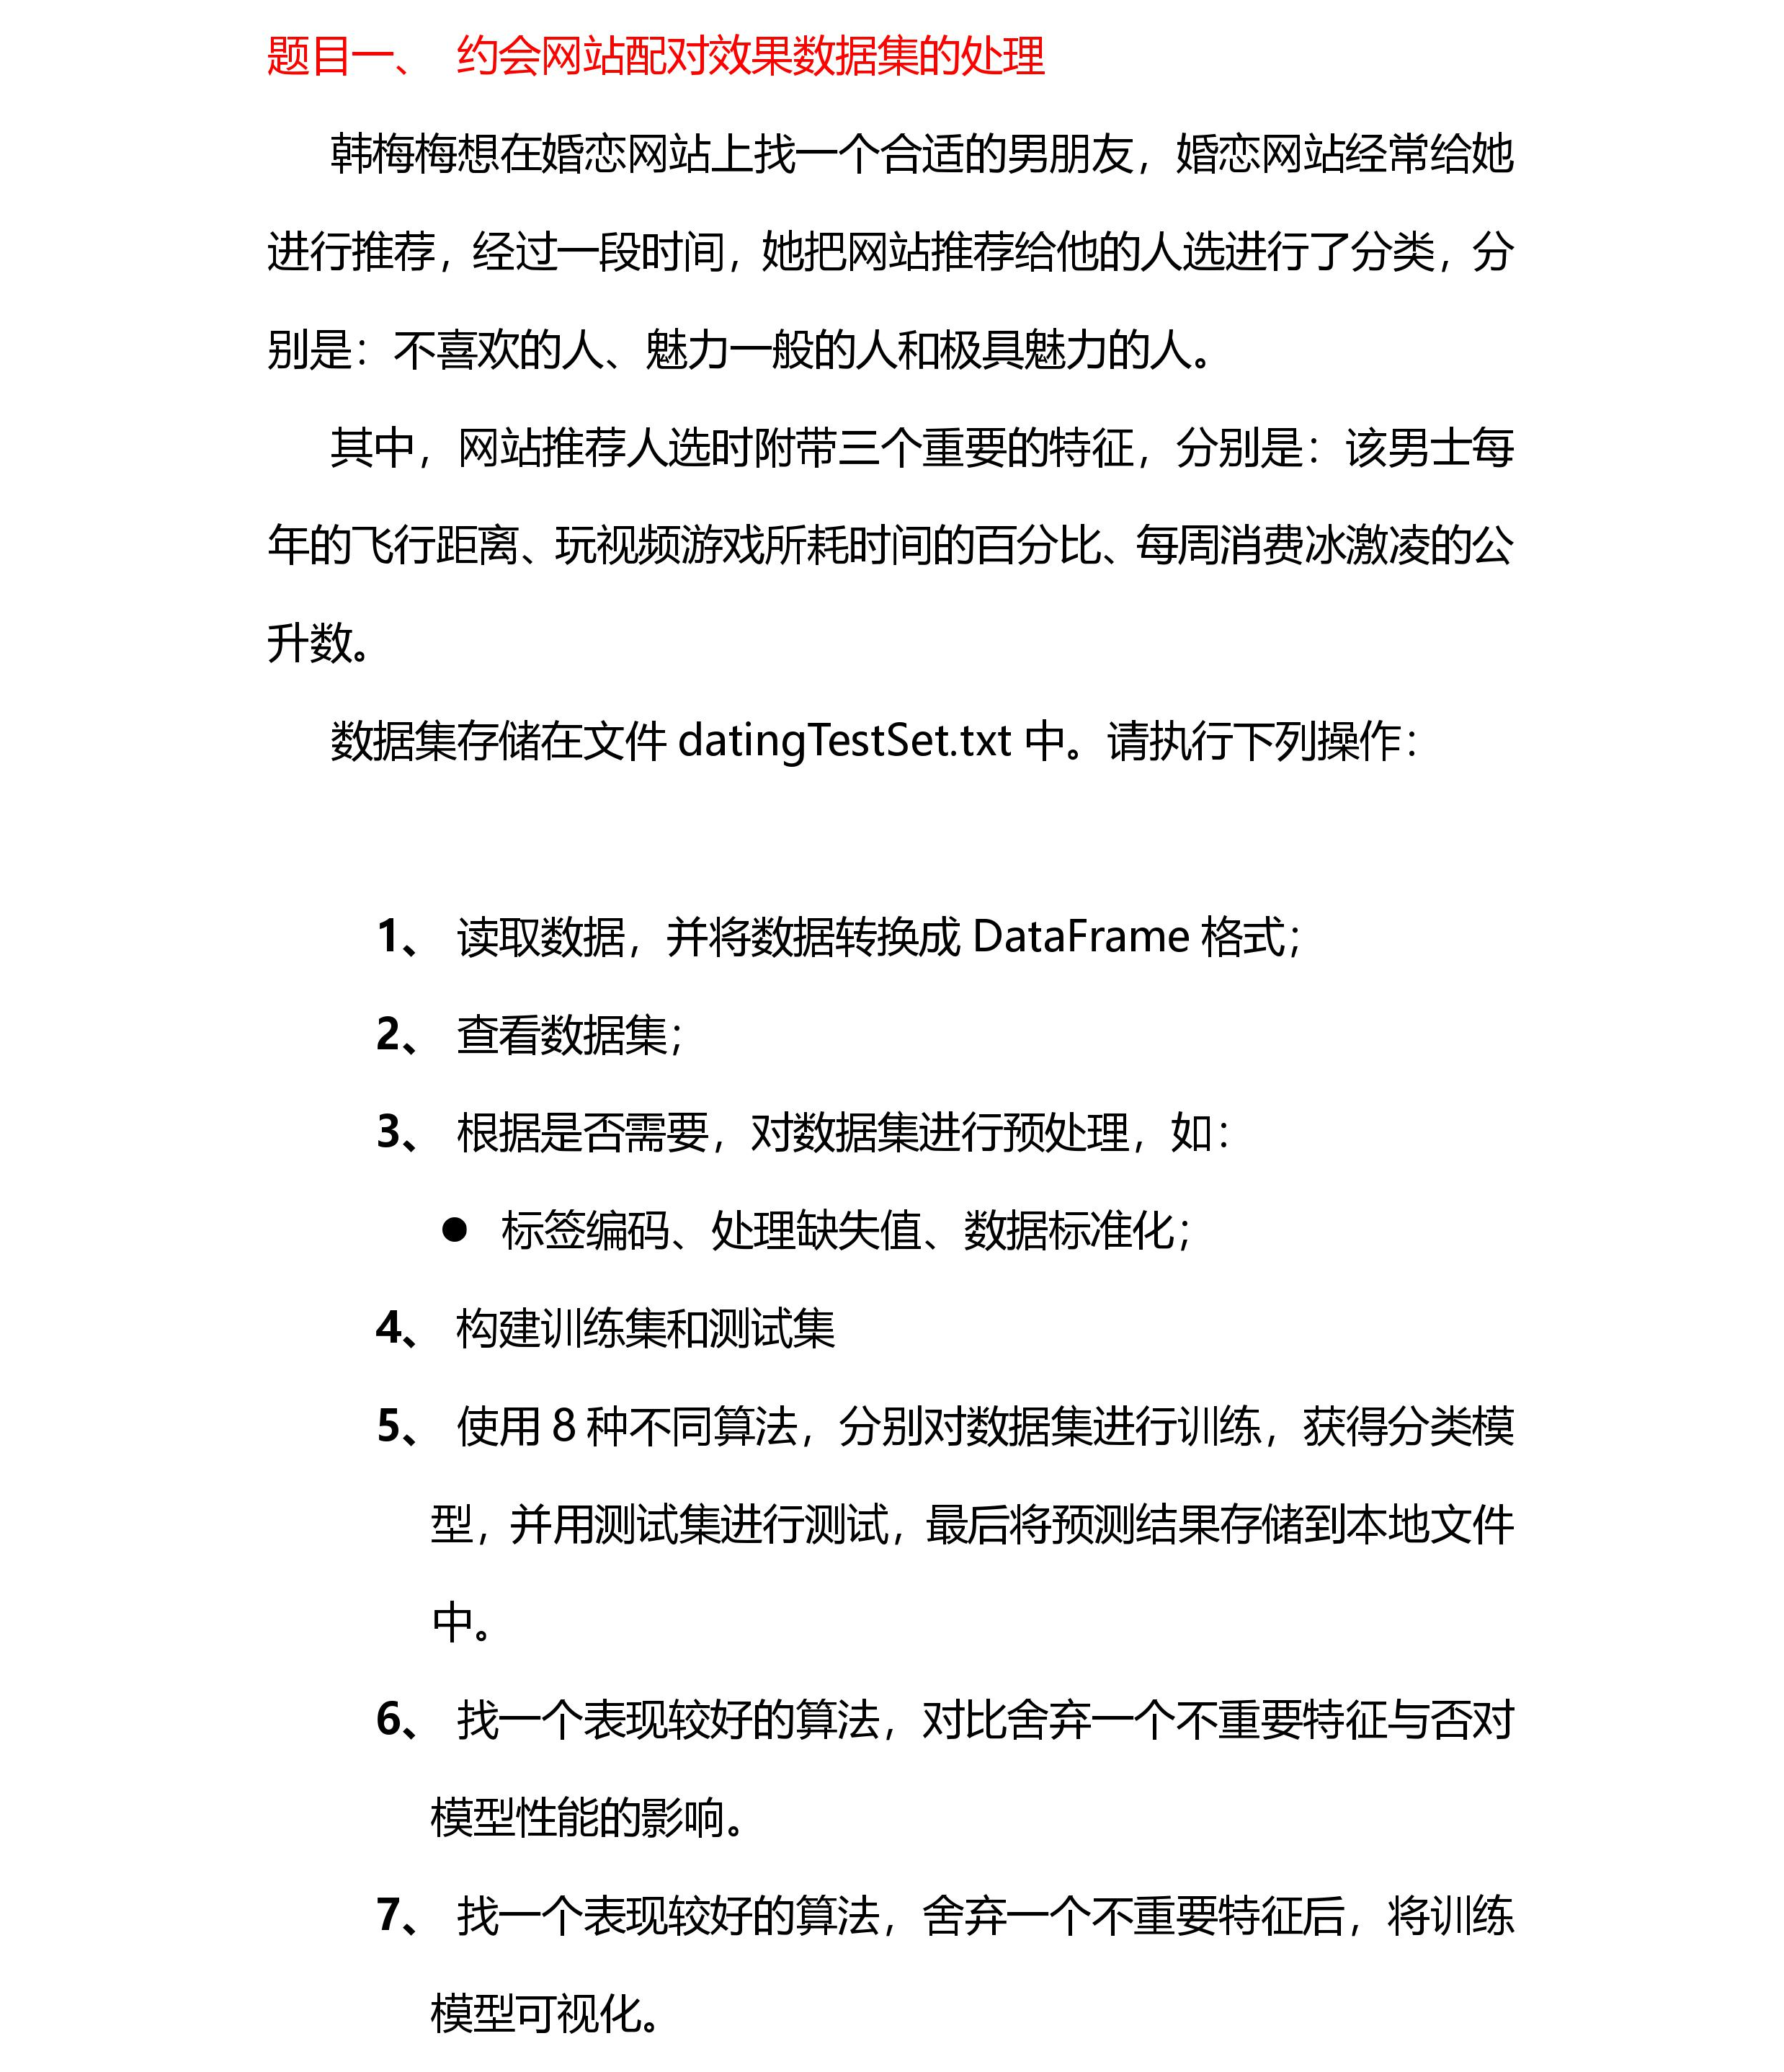 题目一、 约会网站配对效果数据集的处理
韩梅梅想在婚恋网站上找一个合适的男朋友，婚恋网站经常给她
进行推荐，经过一段时间，她把网站推荐给他的人选进行了分类，分
别是：不喜欢的人、魅力一般的人和极具魅力的人。
其中，网站推荐人选时附带三个重要的特征，分别是：该男士每
年的飞行距离、玩视频游戏所耗时间的百分比、每周消费冰激凌的公
升数。
数据集存储在文件 datingTestSet.txt 中。请执行下列操作：
1、 读取数据，并将数据转换成 DataFrame 格式；
2、 查看数据集；
3、 根据是否需要，对数据集进行预处理，如：
● 标签编码、处理缺失值、数据标准化；
4、 构建训练集和测试集
5、 使用 8 种不同算法，分别对数据集进行训练，获得分类模
型，并用测试集进行测试，最后将预测结果存储到本地文件
中。
6、 找一个表现较好的算法，对比舍弃一个不重要特征与否对
模型性能的影响。
7、 找一个表现较好的算法，舍弃一个不重要特征后，将训练
模型可视化。